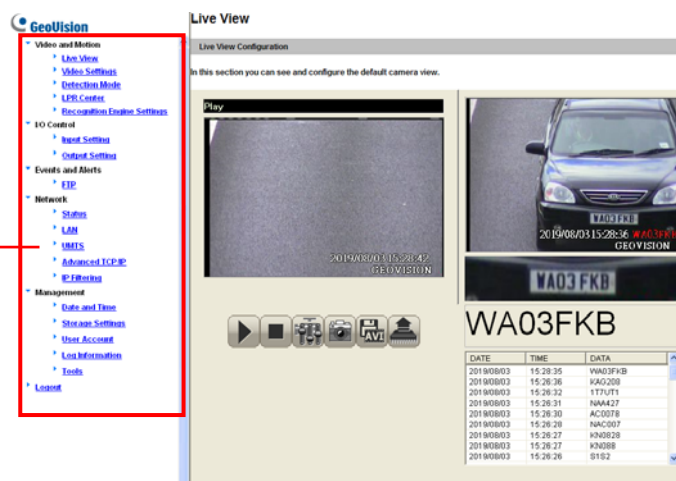 GeoVision
Video and Motion
Live View
Video Settings
Detection Mode
LPR Center
Recognition Engine Settings
I/O Control
Input Setting
Output Setting
Events and Alerts
FTP
Network
Status
LAN
UMTS
Advanced TCP/IP
IP Filtering
Management
Date and Time
Storage Settings
User Account
Log Information
Tools
Logout
Live View
Live View Configuration
In this section you can see and configure the default camera view.
Play
2019/08/03 15:28:42
GEOVISION
AVI
WA03 FKB
2019/08/03 15:28:36 WA03FKB
GEOVISION
WA03 FKB
WA03FKB
DATE TIME DATA
2019/08/03 15:28:35 WA03FKB
2019/08/03 15:26:36 KAG208
2019/08/03 15:26:32 1T7UT1
2019/08/03 15:26:31 NAA427
2019/08/03 15:26:30 AC0078
2019/08/03 15:26:28 NAC007
2019/08/03 15:26:27 KN0828
2019/08/03 15:26:27 KN088
2019/08/03 15:26:26 S1S2